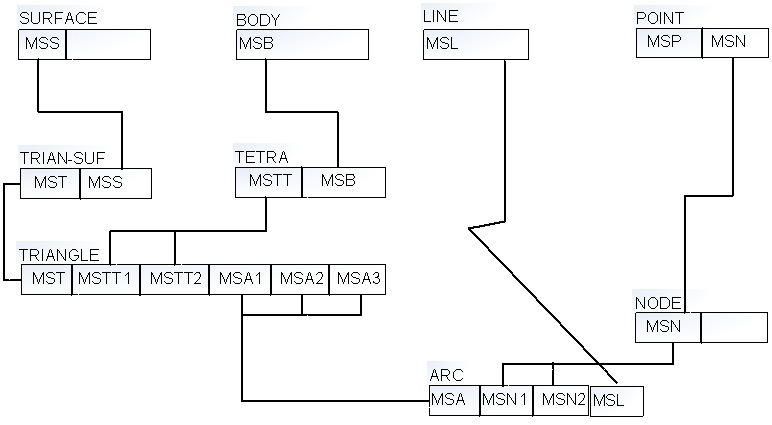 SURFACE BODY LINE POINT
MSS MSB MSL MSP MSN
TRIAN-SUF TETRA
MST MSS MSTT MSB
TRIANGLE
MST MSTT1 MSTT2 MSA1 MSA2 MSA3
NODE
MSN
ARC
MSA MSN1 MSN2 MSL